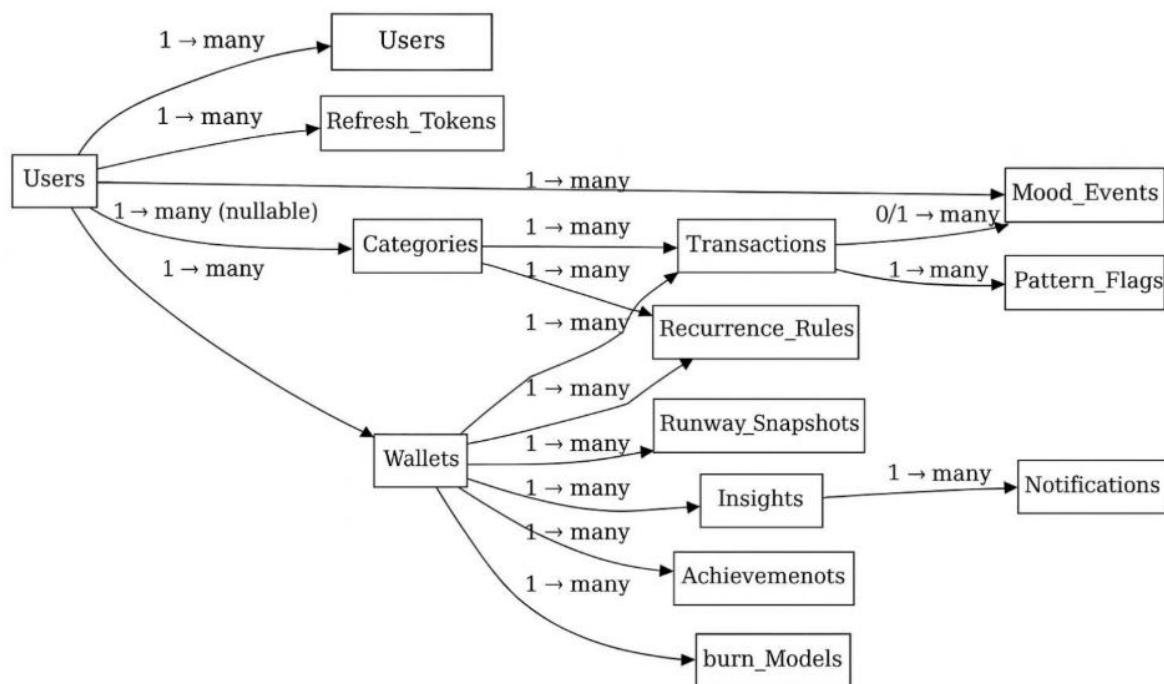 1 → many
Users
1 → many
Refresh_Tokens
Users
1 → many
Mood_Events
1 → many (nullable)
0/1 → many
Categories
1 → many
Transactions
1 → many
1 → many
1 → many
Pattern_Flags
1 → many
Recurrence_Rules
1 → many
Runway_Snapshots
Wallets
1 → many
1 → many
Insights
1 → many
Notifications
1 → many
Achievemenots
1 → many
burn_Models